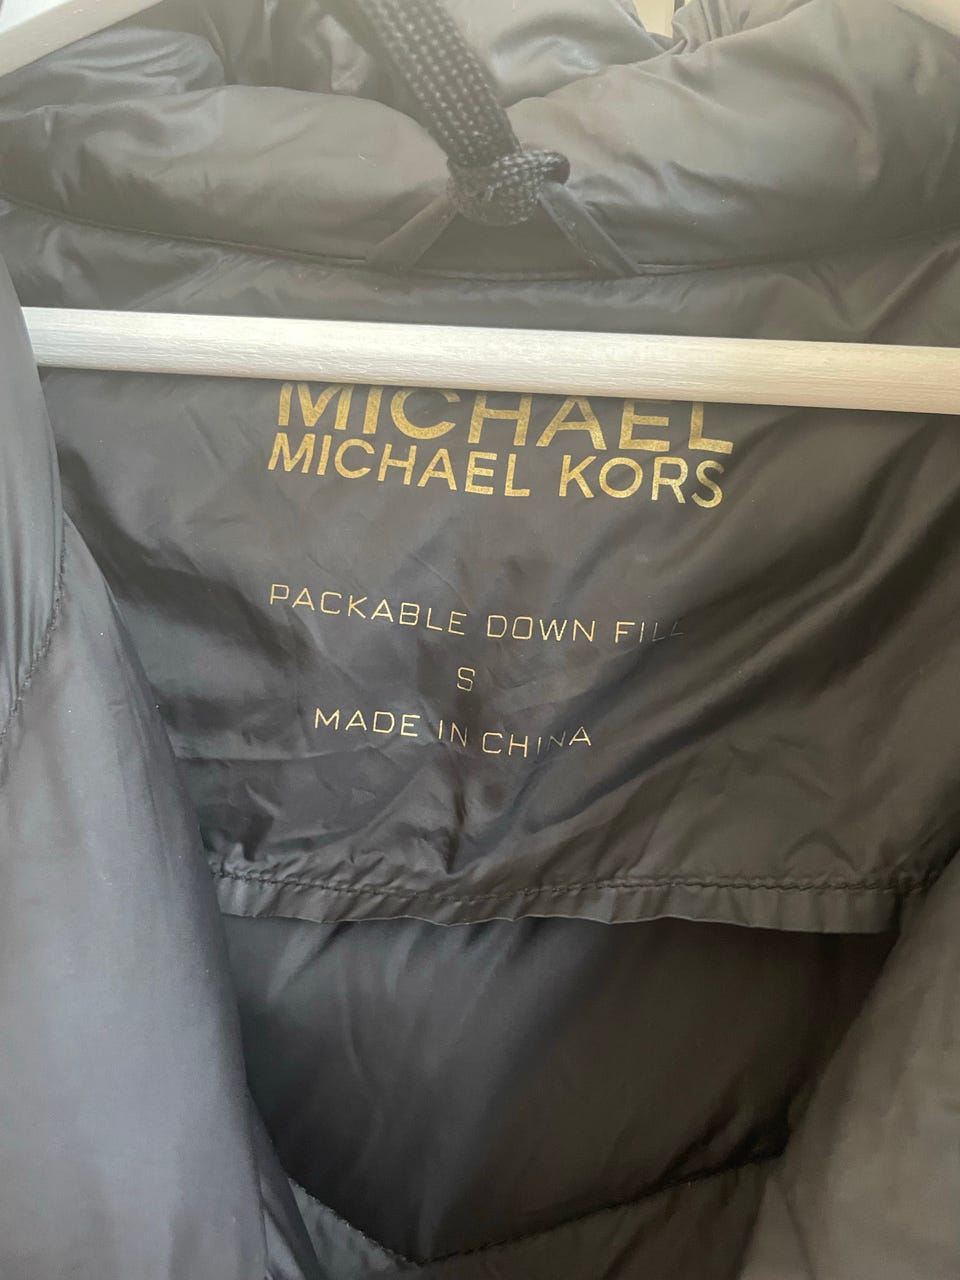 MICHAEL
MICHAEL KORS
PACKABLE DOWN FILL
S
MADE IN CHINA